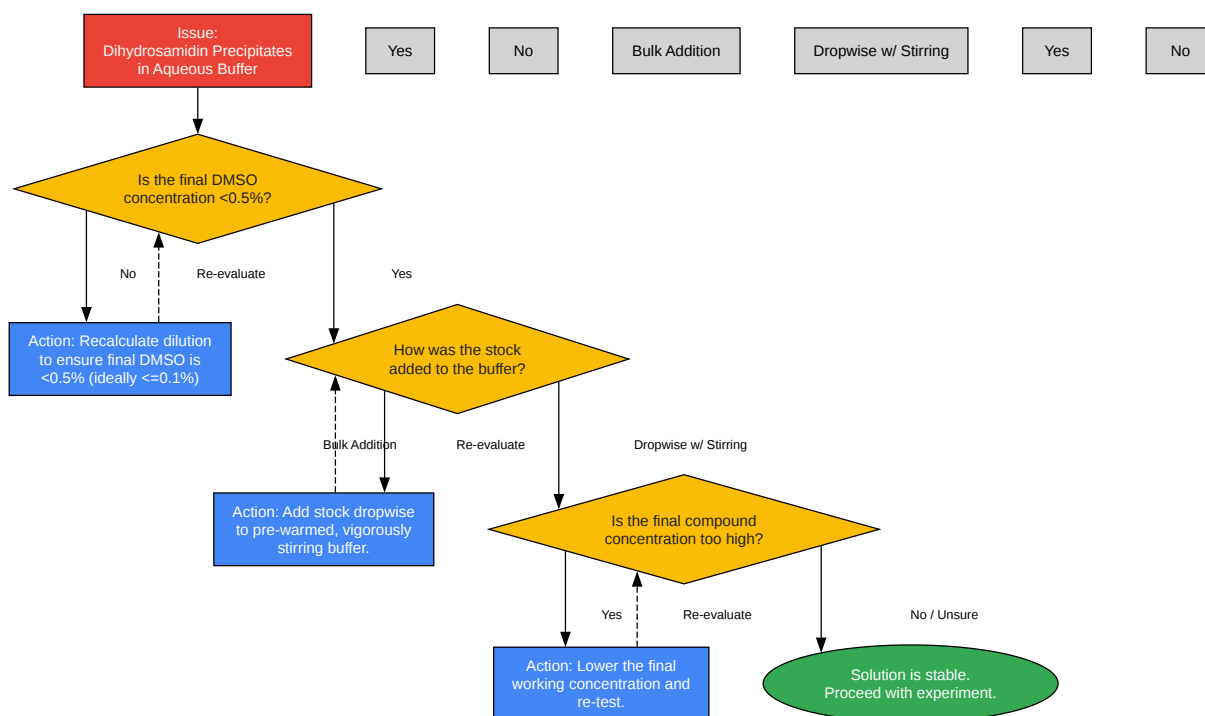 Issue:
Dihydrosamidin Precipitates
in Aqueous Buffer
Yes
No
Bulk Addition
Dropwise w/ Stirring
Yes
No
Is the final DMSO
concentration <0.5%?
No
Re-evaluate
Yes
Action: Recalculate dilution
to ensure final DMSO is
<0.5% (ideally <=0.1%)
How was the stock
added to the buffer?
Bulk Addition
Re-evaluate
Dropwise w/ Stirring
Action: Add stock dropwise
to pre-warmed, vigorously
stirring buffer.
Is the final compound
concentration too high?
Yes
Re-evaluate
No / Unsure
Action: Lower the final
working concentration and
re-test.
Solution is stable.
Proceed with experiment.